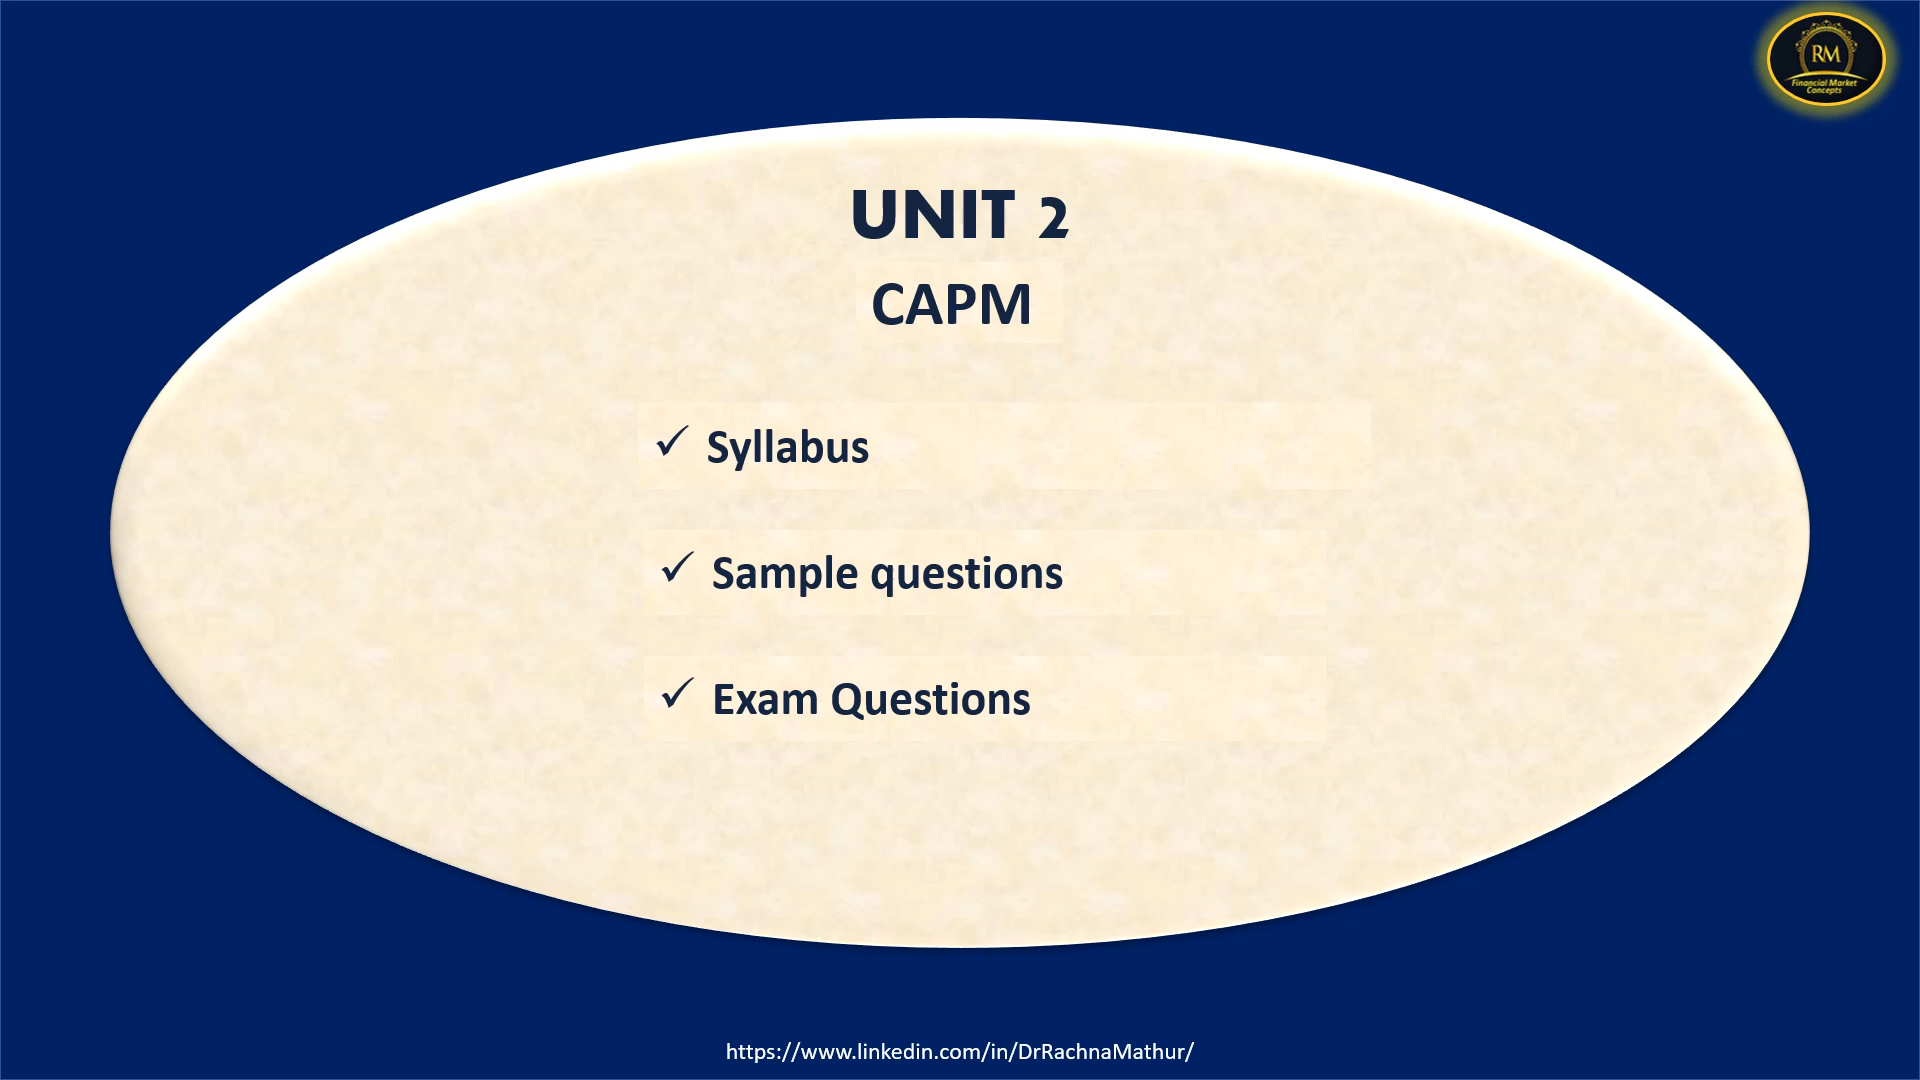 RM
Financial Market
Concepts
UNIT 2
CAPM
✓ Syllabus
✓ Sample questions
✓ Exam Questions
https://www.linkedin.com/in/DrRachnaMathur/